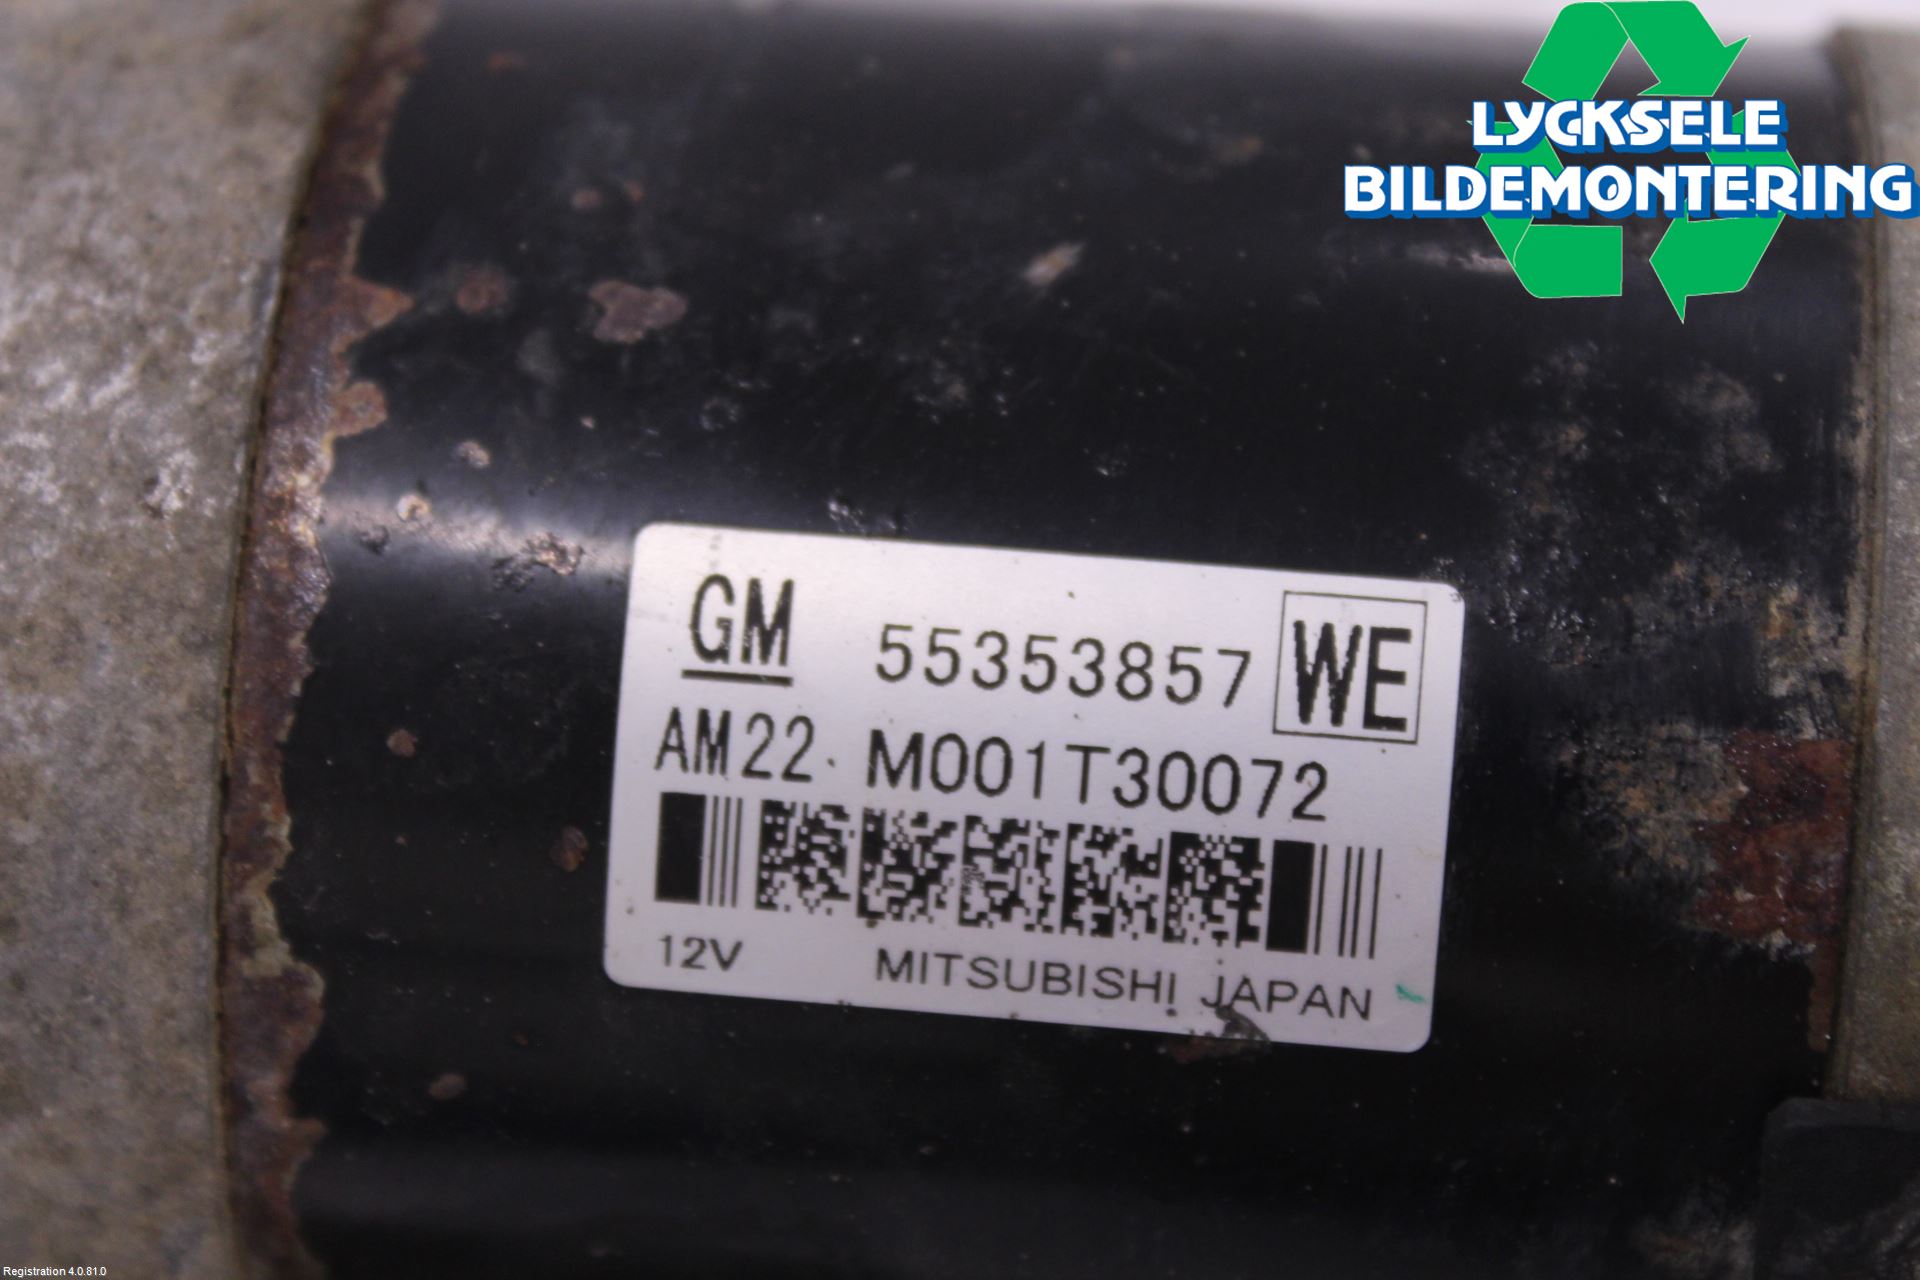 LYCKSELE
BILDEMONTERING
GM 55353857 WE
AM22 M001T30072
12V MITSUBISHI JAPAN
Registration 4.0.81.0